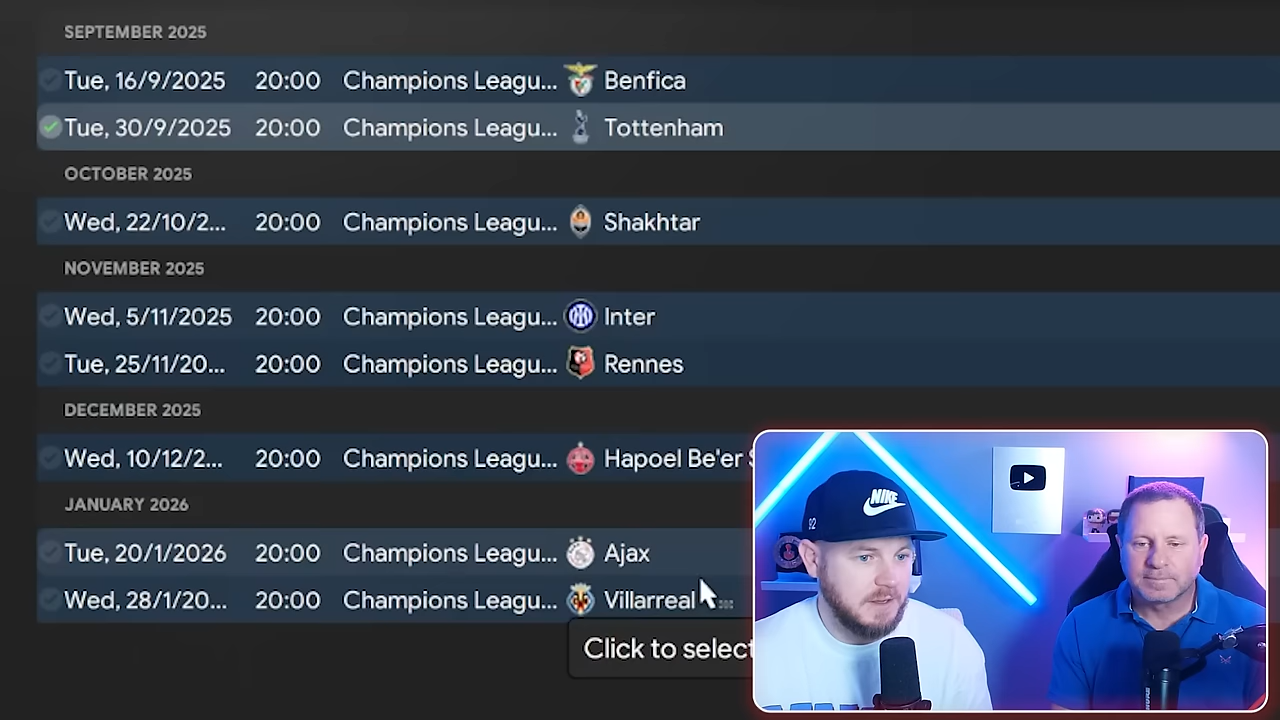 SEPTEMBER 2025
Tue, 16/9/2025 20:00 Champions Leagu... Benfica
Tue, 30/9/2025 20:00 Champions Leagu... Tottenham
OCTOBER 2025
Wed, 22/10/2... 20:00 Champions Leagu... Shakhtar
NOVEMBER 2025
Wed, 5/11/2025 20:00 Champions Leagu... Inter
Tue, 25/11/20... 20:00 Champions Leagu... Rennes
DECEMBER 2025
Wed, 10/12/2... 20:00 Champions Leagu... Hapoel Be'er
JANUARY 2026
Tue, 20/1/2026 20:00 Champions Leagu... Ajax
Wed, 28/1/20... 20:00 Champions Leagu... Villarreal
Click to select
NIKE
92